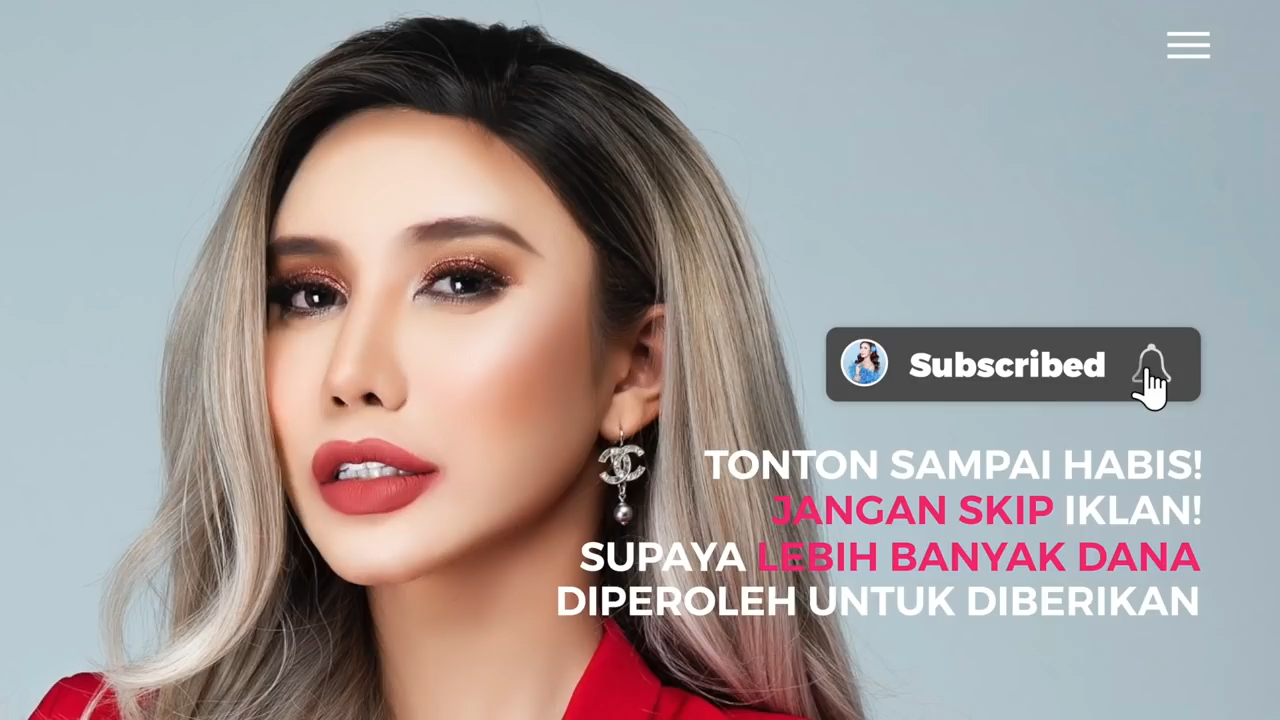 Subscribed
TONTON SAMPAI HABIS!
JANGAN SKIP IKLAN!
SUPAYA LEBIH BANYAK DANA
DIPEROLEH UNTUK DIBERIKAN